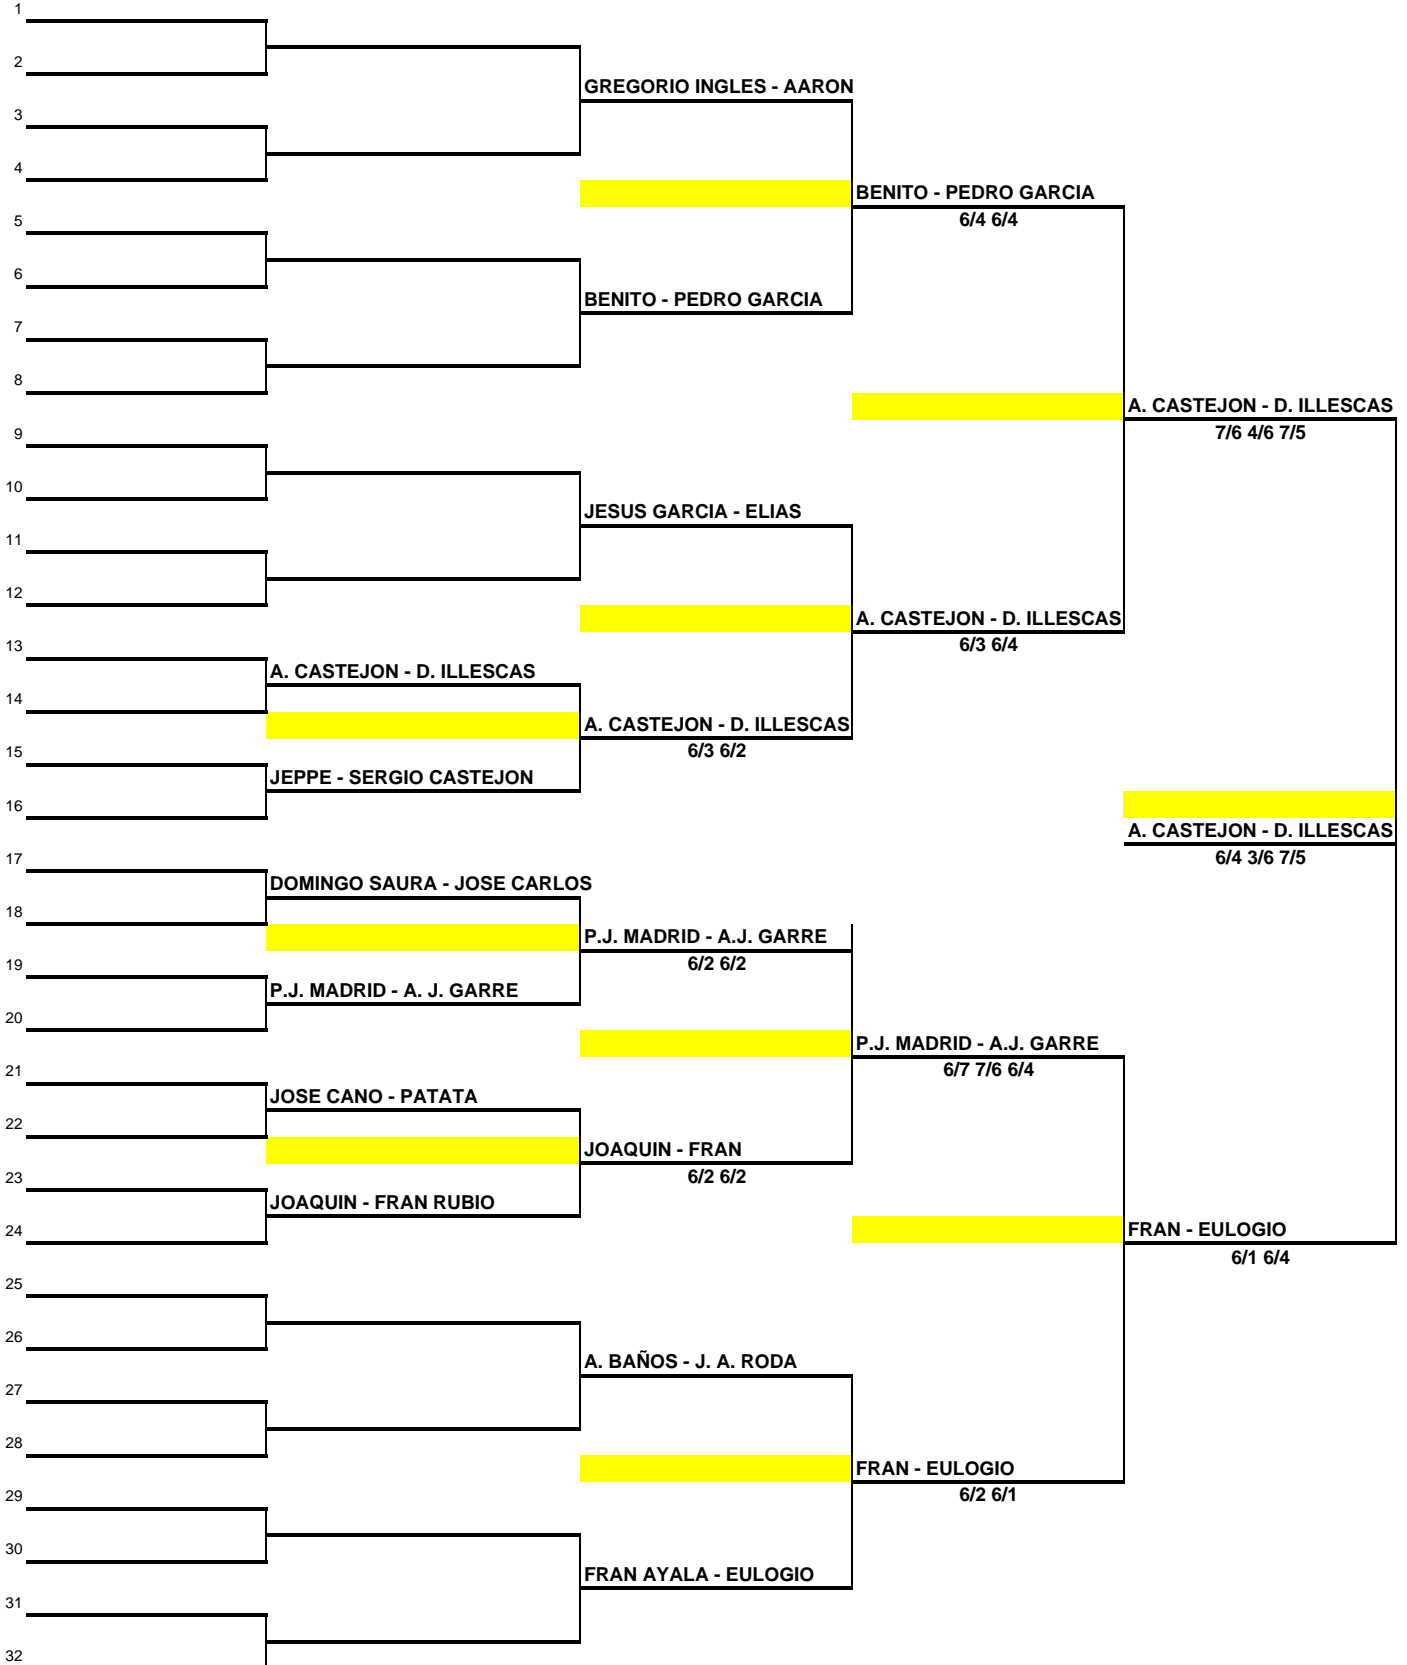 1
2
GREGORIO INGLES - AARON
3
4
BENITO - PEDRO GARCIA
6/4 6/4
5
6
BENITO - PEDRO GARCIA
7
8
A. CASTEJON - D. ILLESCAS
7/6 4/6 7/5
9
10
JESUS GARCIA - ELIAS
11
12
A. CASTEJON - D. ILLESCAS
6/3 6/4
13
A. CASTEJON - D. ILLESCAS
14
A. CASTEJON - D. ILLESCAS
6/3 6/2
15
JEPPE - SERGIO CASTEJON
16
A. CASTEJON - D. ILLESCAS
6/4 3/6 7/5
17
DOMINGO SAURA - JOSE CARLOS
18
P.J. MADRID - A.J. GARRE
6/2 6/2
19
P.J. MADRID - A. J. GARRE
20
P.J. MADRID - A.J. GARRE
6/7 7/6 6/4
21
JOSE CANO - PATATA
22
JOAQUIN - FRAN
6/2 6/2
23
JOAQUIN - FRAN RUBIO
24
FRAN - EULOGIO
6/1 6/4
25
26
A. BAÑOS - J. A. RODA
27
28
FRAN - EULOGIO
6/2 6/1
29
30
FRAN AYALA - EULOGIO
31
32